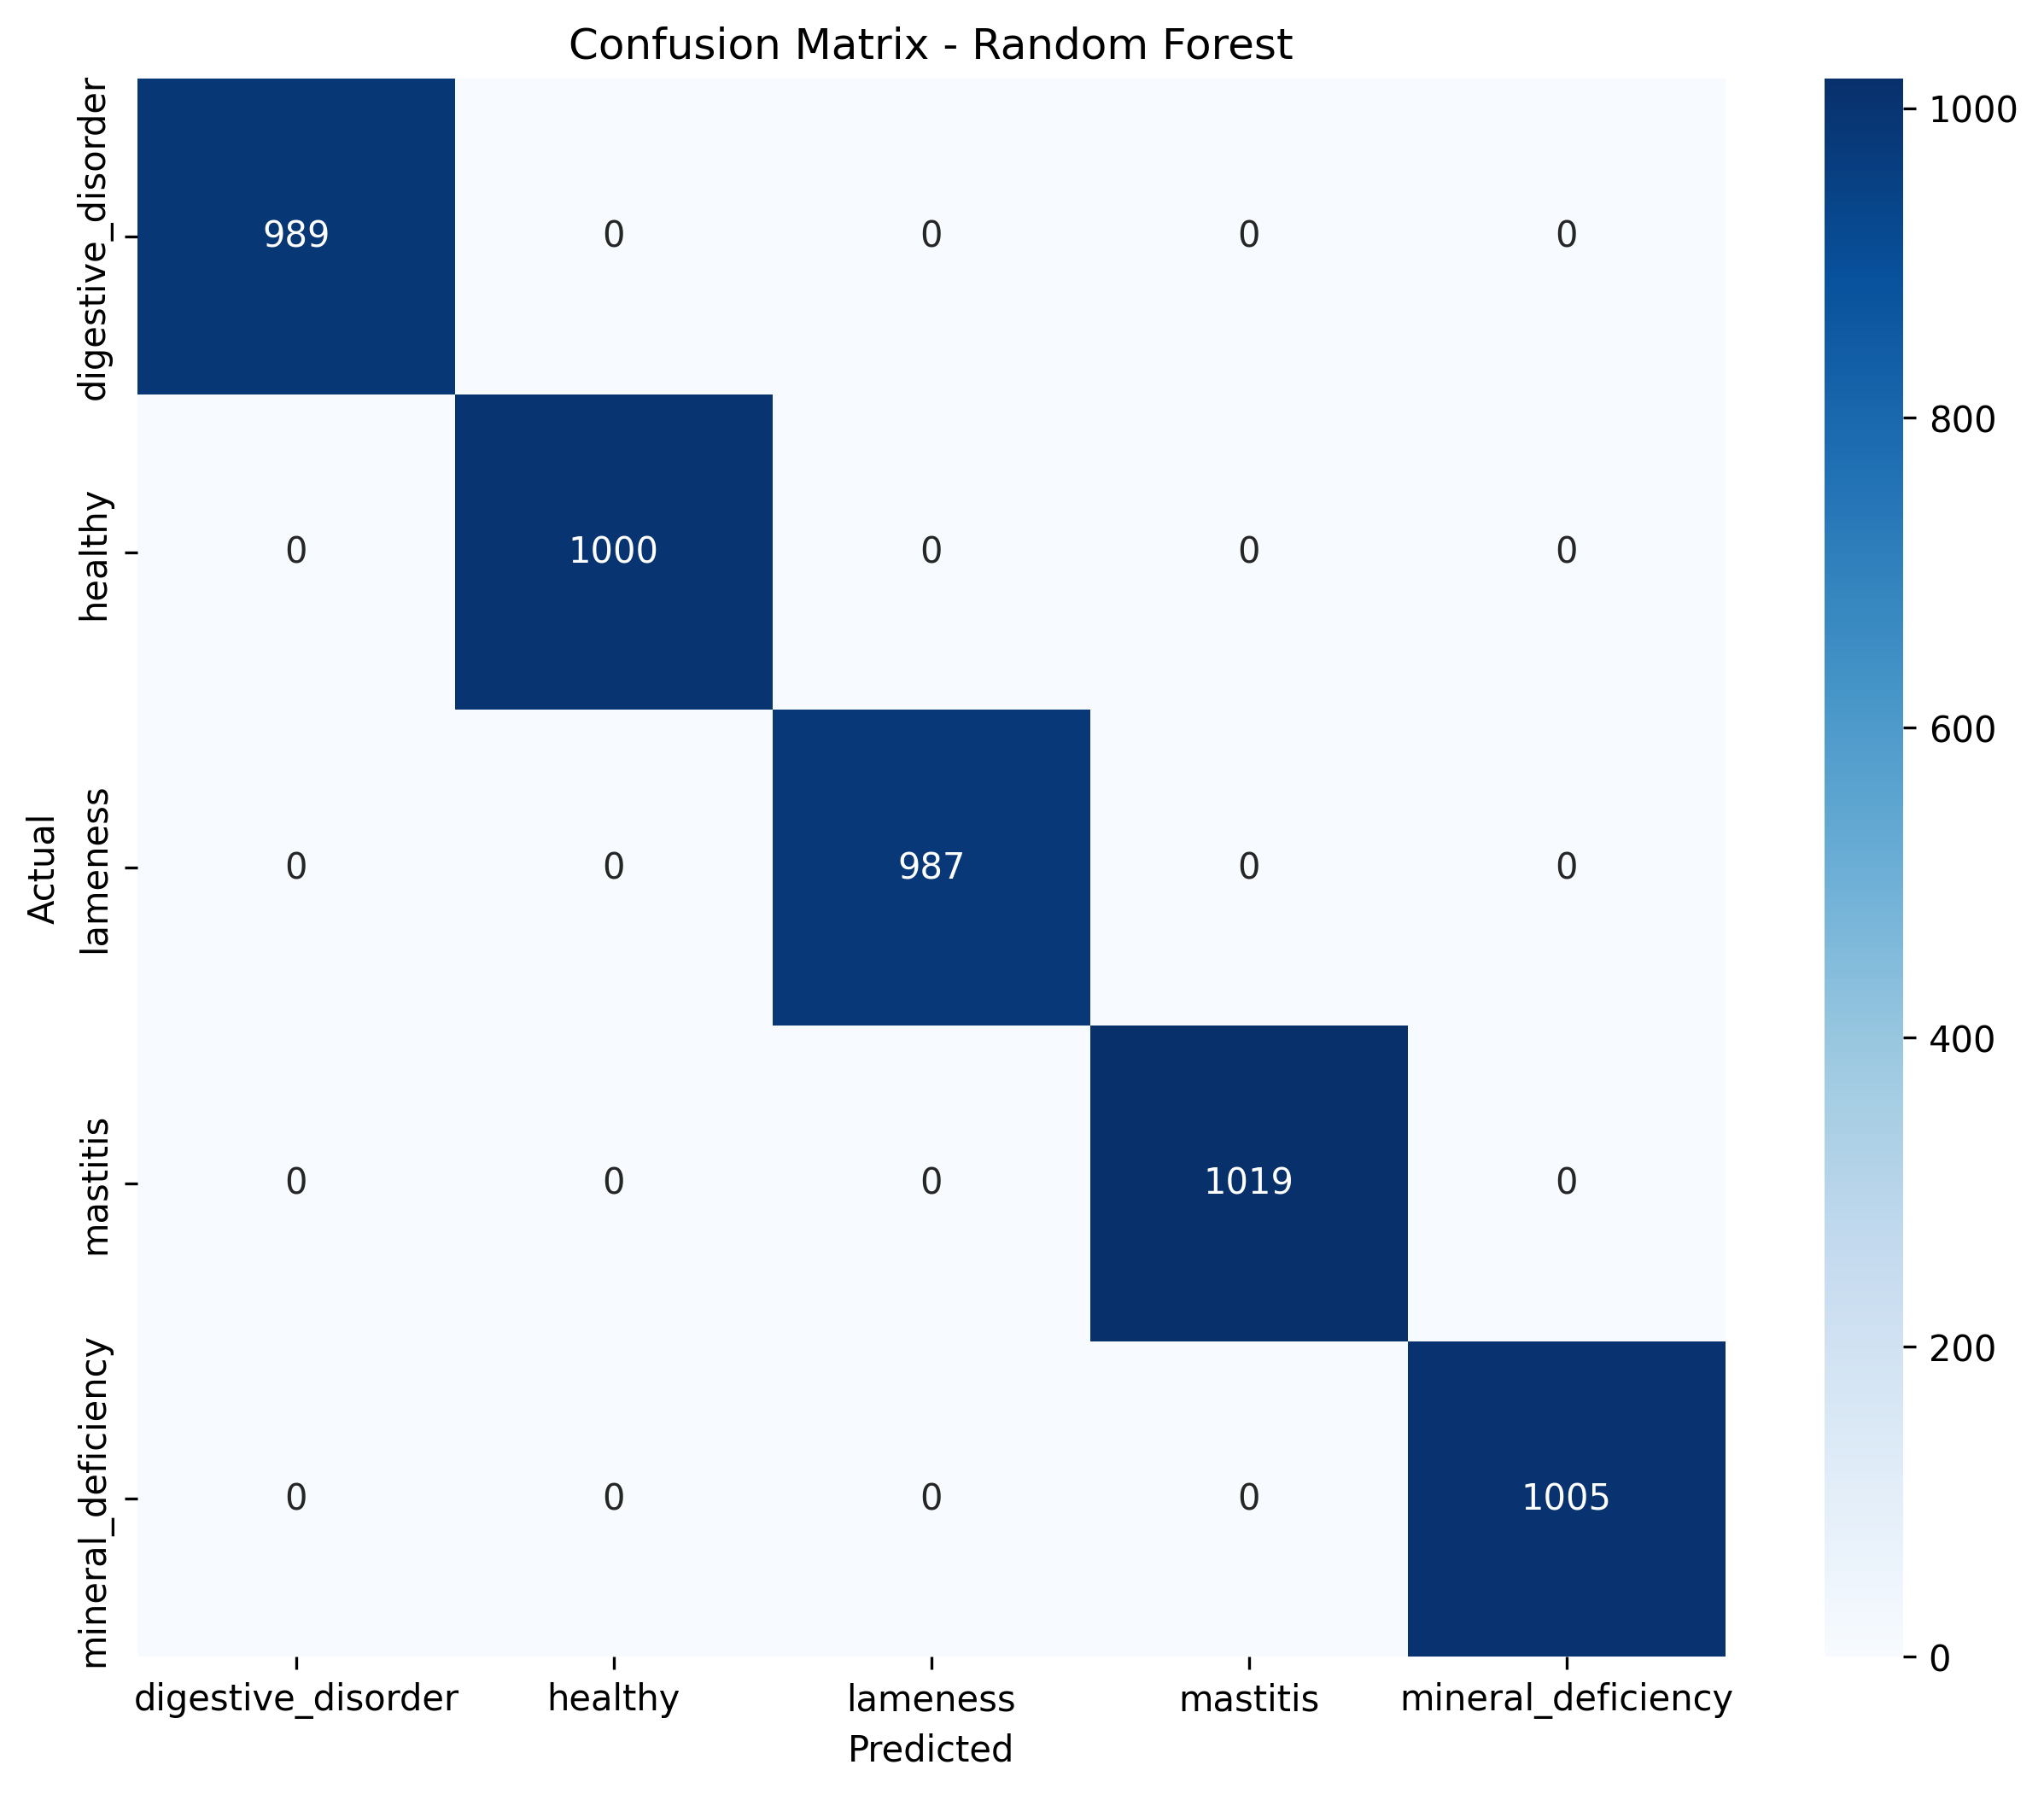 Confusion Matrix - Random Forest
digestive_disorder
989 0 0 0 0
healthy
0 1000 0 0 0
lameness
0 0 987 0 0
mastitis
0 0 0 1019 0
mineral_deficiency
0 0 0 0 1005
Actual
digestive_disorder healthy lameness mastitis mineral_deficiency
Predicted
1000
800
600
400
200
0